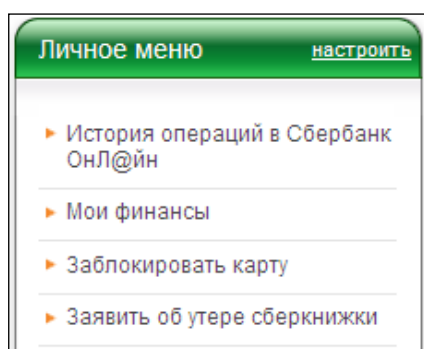 Личное меню настроить
История операций в Сбербанк
ОнЛ@йн
Мои финансы
Заблокировать карту
Заявить об утере сберкнижки